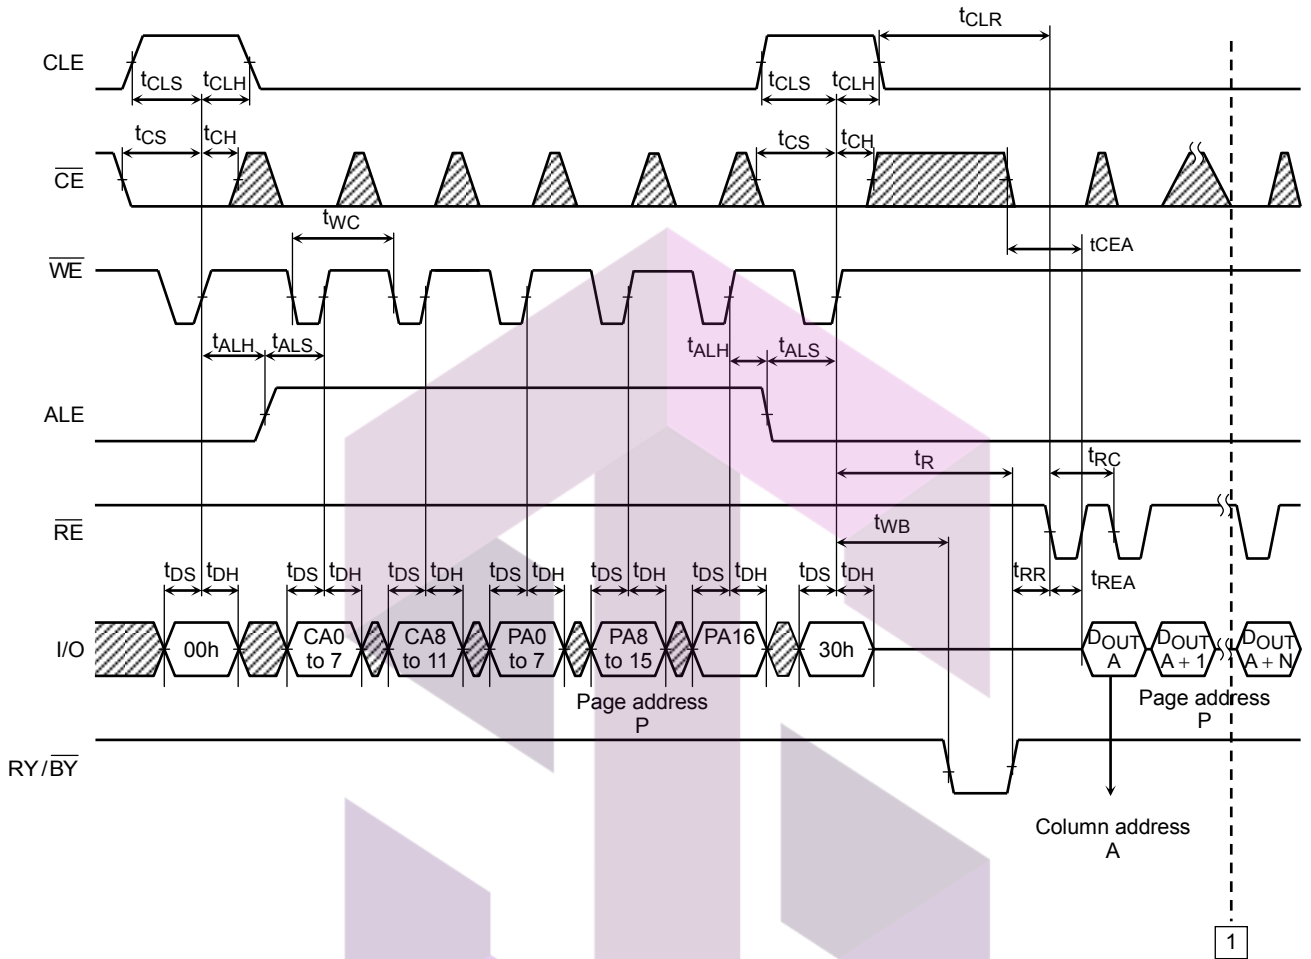 tCLR
CLE
tCLS
tCLH
tCLS
tCLH
tCS
tCH
tCS
tCH
CE
tWC
tCEA
WE
tALH
tALS
tALH
tALS
ALE
tR
tRC
RE
tWB
tDS
tDH
tDS
tDH
tDS
tDH
tDS
tDH
tDS
tDH
tDS
tDH
tDS
tDH
tRR
tREA
I/O
00h
CA0
to 7
CA8
to 11
PA0
to 7
PA8
to 15
PA16
30h
DOUT
A
DOUT
A + 1
DOUT
A + N
Page address
P
Page address
P
RY/BY
Column address
A
1